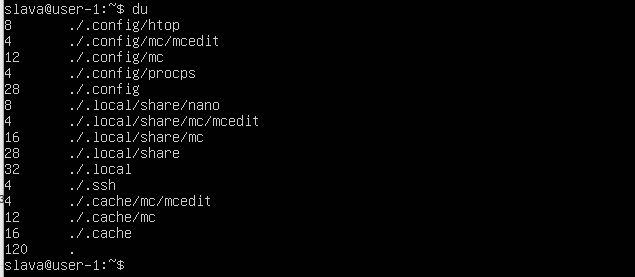 slava@user-1:~$ du
8	./.config/htop
4	./.config/mc/mcedit
12	./.config/mc
4	./.config/procps
28	./.config
8	./.local/share/nano
4	./.local/share/mc/mcedit
16	./.local/share/mc
28	./.local/share
32	./.local
4	./.ssh
4	./.cache/mc/mcedit
12	./.cache/mc
16	./.cache
120	.
slava@user-1:~$